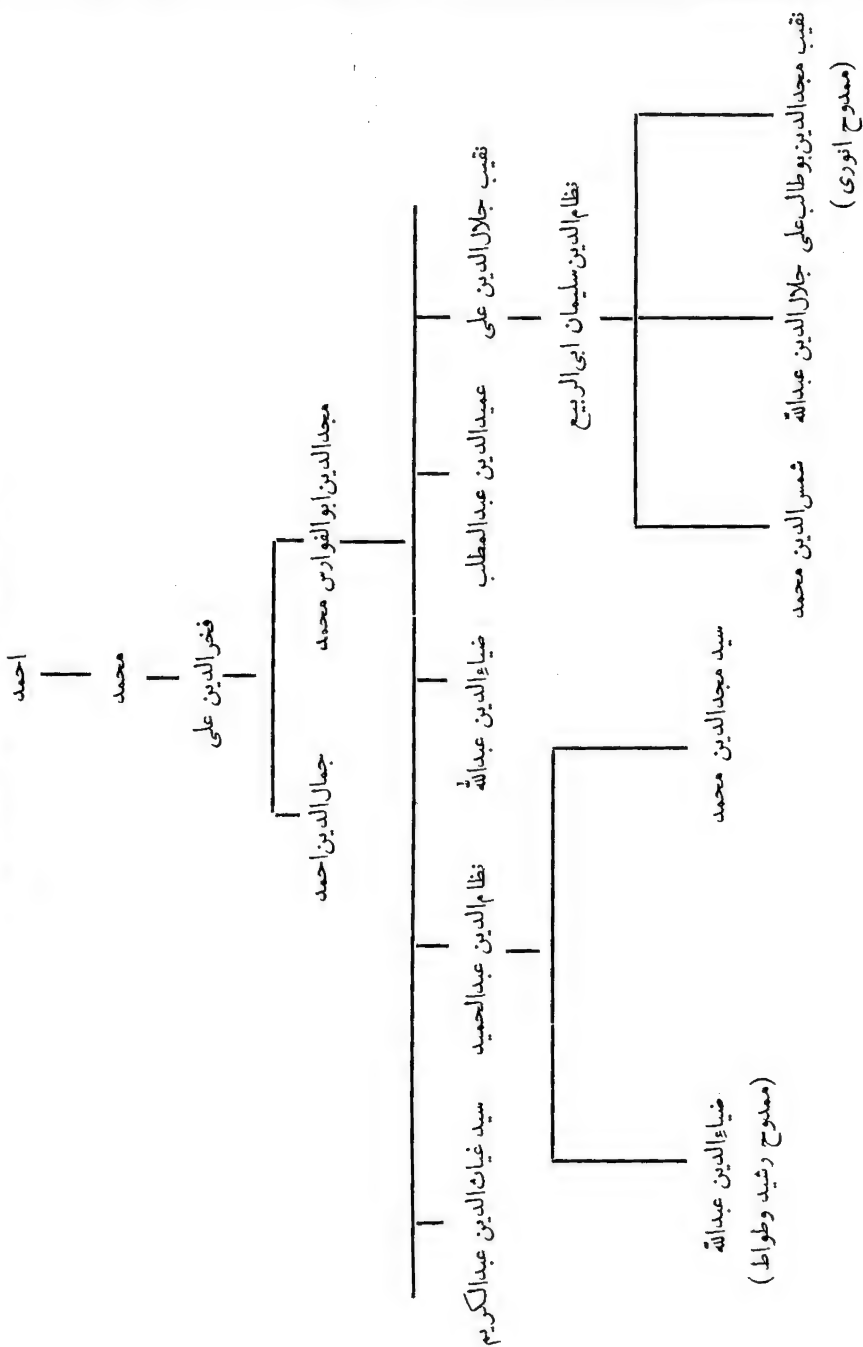 احمد
محمد
فخرالدین علی
مجدالدین ابوالفوارس محمد
جمال‌الدین احمد
نقیب جلال‌الدین علی
عمیدالدین عبدالمطلب
ضیاءالدین عبدالله
نظام‌الدین عبدالحمید
سید غیاث‌الدین عبدالکریم
نظام‌الدین سلیمان ابی‌الربیع
سید مجدالدین محمد
ضیاءالدین عبدالله
(ممدوح رشید وطواط)
نقیب مجدالدین بوطالب علی
(ممدوح انوری)
جلال‌الدین عبدالله
شمس‌الدین محمد